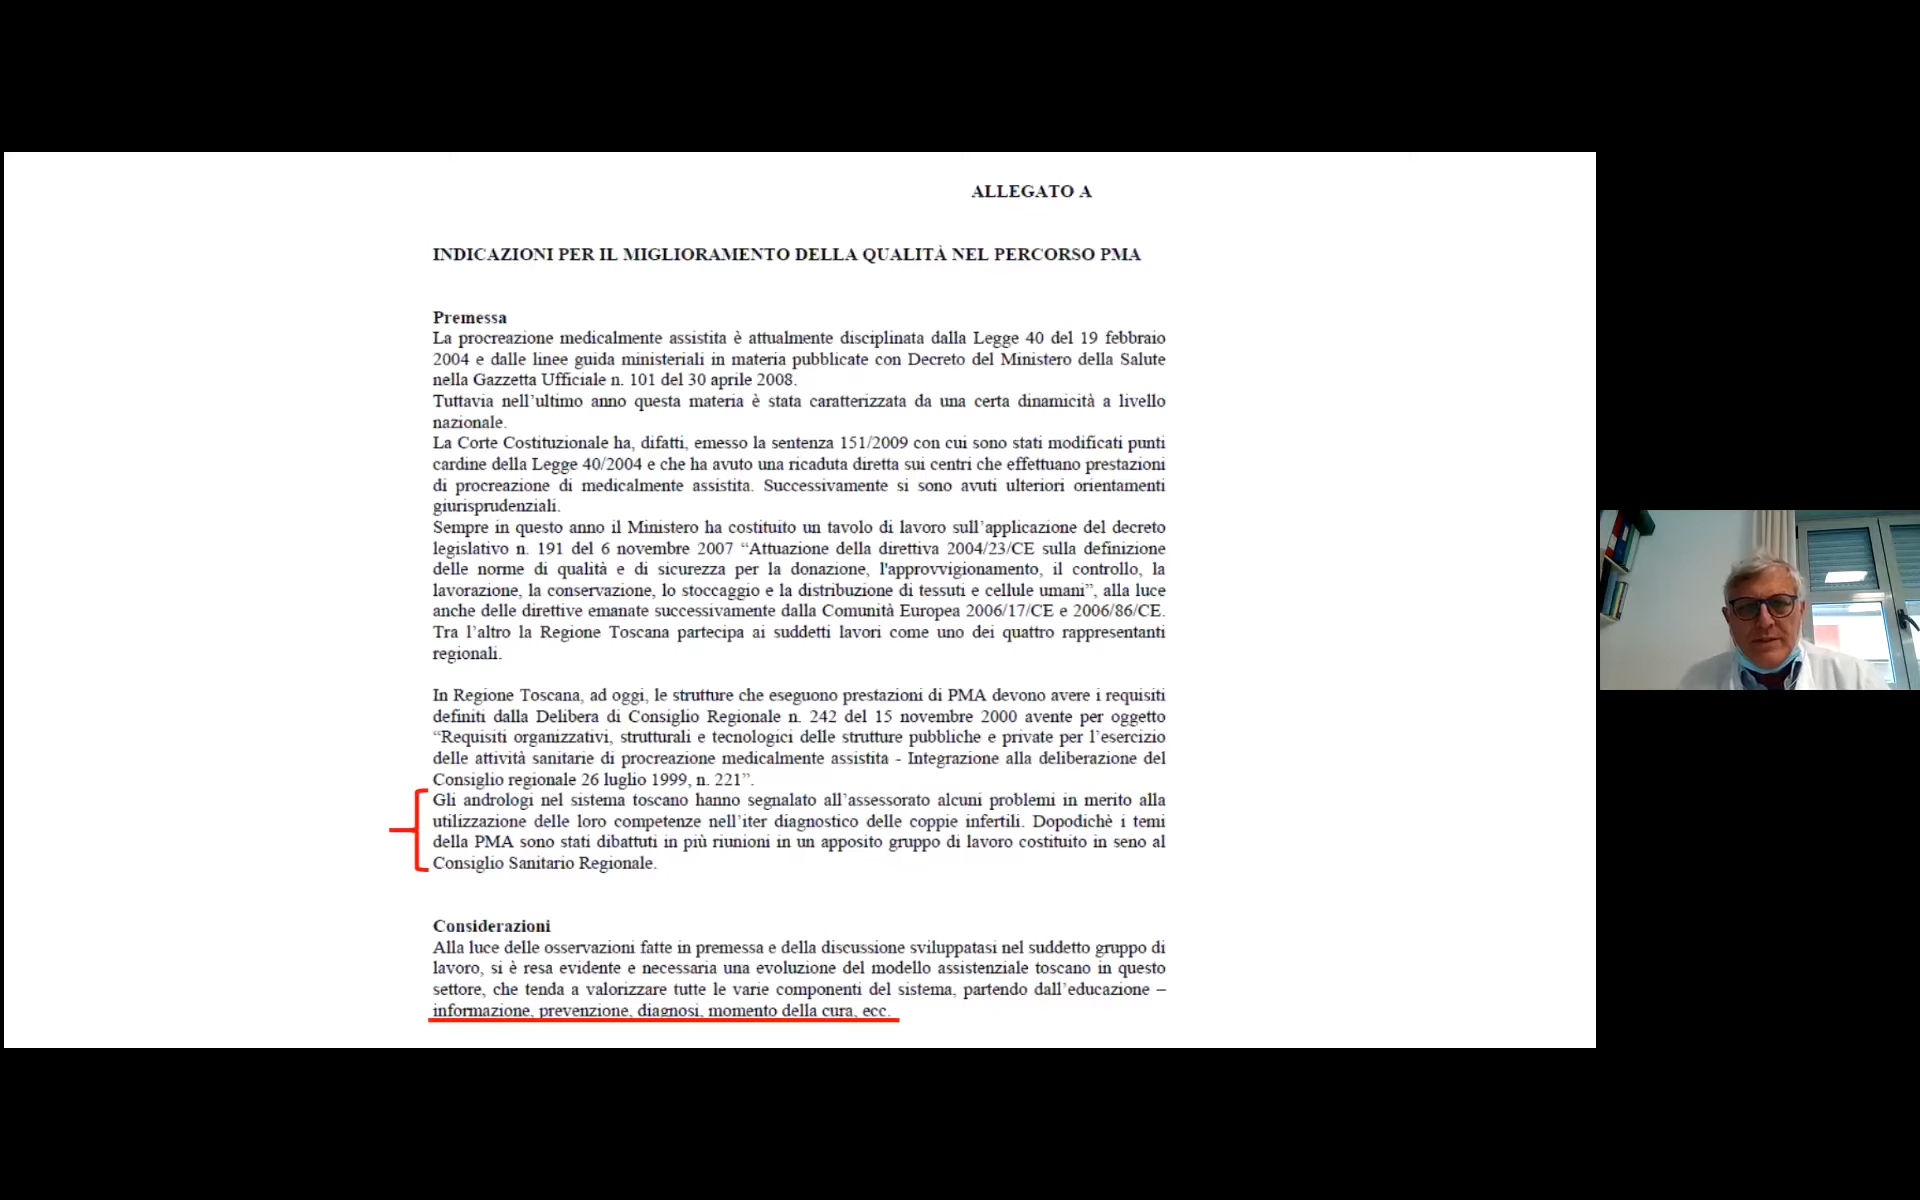 ALLEGATO A
INDICAZIONI PER IL MIGLIORAMENTO DELLA QUALITÀ NEL PERCORSO PMA
Premessa
La procreazione medicalmente assistita è attualmente disciplinata dalla Legge 40 del 19 febbraio
2004 e dalle linee guida ministeriali in materia pubblicate con Decreto del Ministero della Salute
nella Gazzetta Ufficiale n. 101 del 30 aprile 2008.
Tuttavia nell’ultimo anno questa materia è stata caratterizzata da una certa dinamicità a livello
nazionale.
La Corte Costituzionale ha, difatti, emesso la sentenza 151/2009 con cui sono stati modificati punti
cardine della Legge 40/2004 e che ha avuto una ricaduta diretta sui centri che effettuano prestazioni
di procreazione di medicalmente assistita. Successivamente si sono avuti ulteriori orientamenti
giurisprudenziali.
Sempre in questo anno il Ministero ha costituito un tavolo di lavoro sull’applicazione del decreto
legislativo n. 191 del 6 novembre 2007 “Attuazione della direttiva 2004/23/CE sulla definizione
delle norme di qualità e di sicurezza per la donazione, l'approvvigionamento, il controllo, la
lavorazione, la conservazione, lo stoccaggio e la distribuzione di tessuti e cellule umani”, alla luce
anche delle direttive emanate successivamente dalla Comunità Europea 2006/17/CE e 2006/86/CE.
Tra l’altro la Regione Toscana partecipa ai suddetti lavori come uno dei quattro rappresentanti
regionali.
In Regione Toscana, ad oggi, le strutture che eseguono prestazioni di PMA devono avere i requisiti
definiti dalla Delibera di Consiglio Regionale n. 242 del 15 novembre 2000 avente per oggetto
“Requisiti organizzativi, strutturali e tecnologici delle strutture pubbliche e private per l’esercizio
delle attività sanitarie di procreazione medicalmente assistita - Integrazione alla deliberazione del
Consiglio regionale 26 luglio 1999, n. 221”.
Gli andrologi nel sistema toscano hanno segnalato all’assessorato alcuni problemi in merito alla
utilizzazione delle loro competenze nell’iter diagnostico delle coppie infertili. Dopodichè i temi
della PMA sono stati dibattuti in più riunioni in un apposito gruppo di lavoro costituito in seno al
Consiglio Sanitario Regionale.
Considerazioni
Alla luce delle osservazioni fatte in premessa e della discussione sviluppatasi nel suddetto gruppo di
lavoro, si è resa evidente e necessaria una evoluzione del modello assistenziale toscano in questo
settore, che tenda a valorizzare tutte le varie componenti del sistema, partendo dall’educazione –
informazione, prevenzione, diagnosi, momento della cura, ecc.